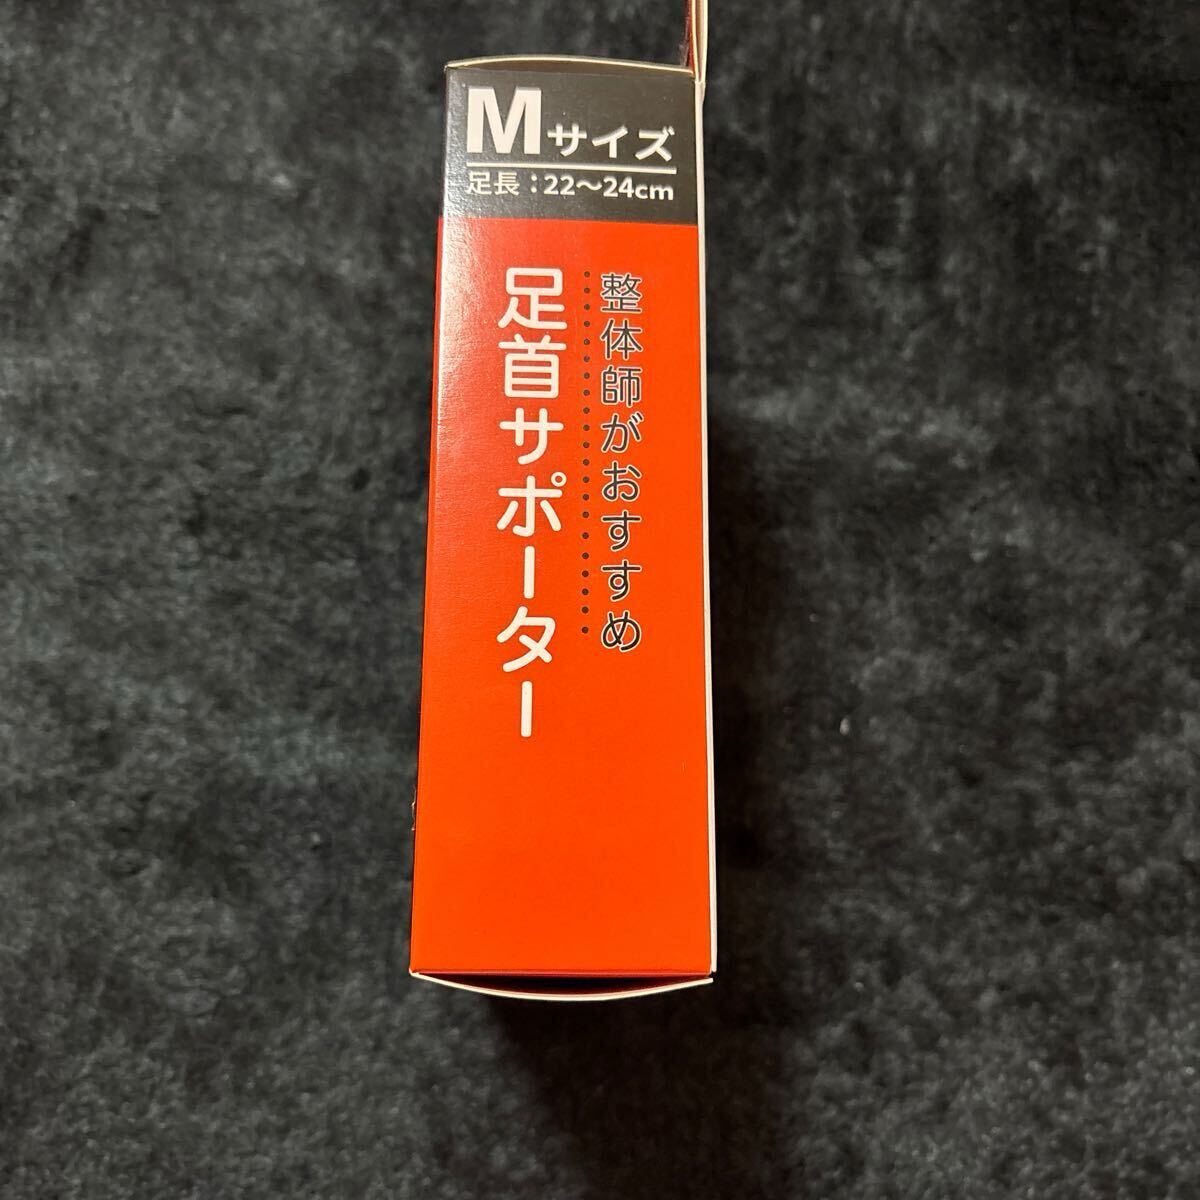 Mサイズ
足長：22〜24cm
整体師がおすすめ
足首サポーター